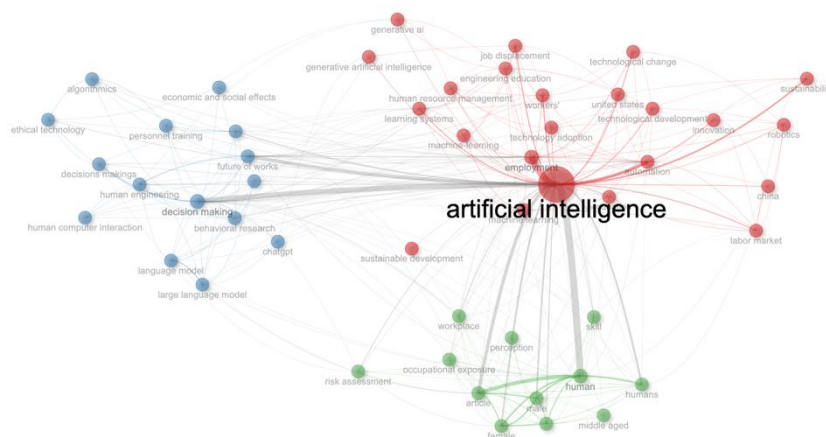 generative ai
generative artificial intelligence
job displacement
technological change
engineering education
sustainabili
algorithmics
economic and social effects
human resource management
workers'
united states
learning systems
technological development
ethical technology
personnel training
technology adoption
innovation
robotics
machine-learning
future of works
employment
automation
decisions makings
human engineering
china
decision making
artificial intelligence
machine learning
human computer interaction
behavioral research
labor market
chatgpt
sustainable development
language model
large language model
workplace
skill
perception
occupational exposure
risk assessment
human
article
humans
male
middle aged
female